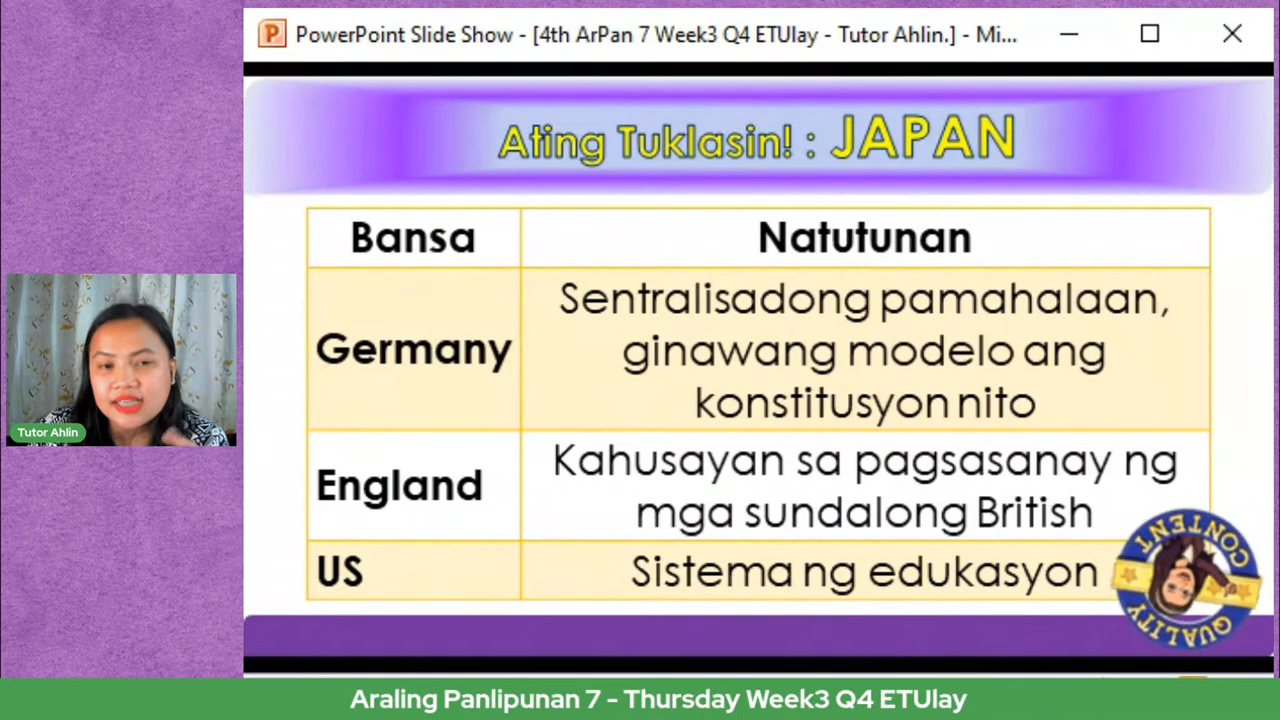 PowerPoint Slide Show - [4th ArPan 7 Week3 Q4 ETUlay - Tutor Ahlin.] - Mi...
Ating Tuklasin! : JAPAN
Bansa
Natutunan
Germany
Sentralisadong pamahalaan,
ginawang modelo ang
konstitusyon nito
England
Kahusayan sa pagsasanay ng
mga sundalong British
US
Sistema ng edukasyon
Tutor Ahlin
CONTENT
QUALITY
Araling Panlipunan 7 - Thursday Week3 Q4 ETUlay